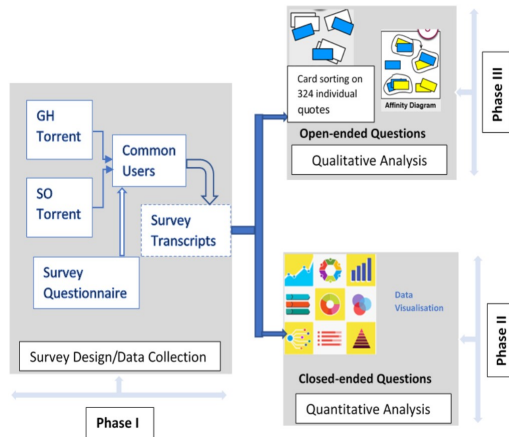 GH
Torrent
SO
Torrent
Common
Users
Survey
Transcripts
Survey
Questionnaire
Survey Design/Data Collection
Phase I
Card sorting on
324 individual
quotes
Affinity Diagram
Open-ended Questions
Qualitative Analysis
Phase III
Data
Visualisation
Closed-ended Questions
Quantitative Analysis
Phase II